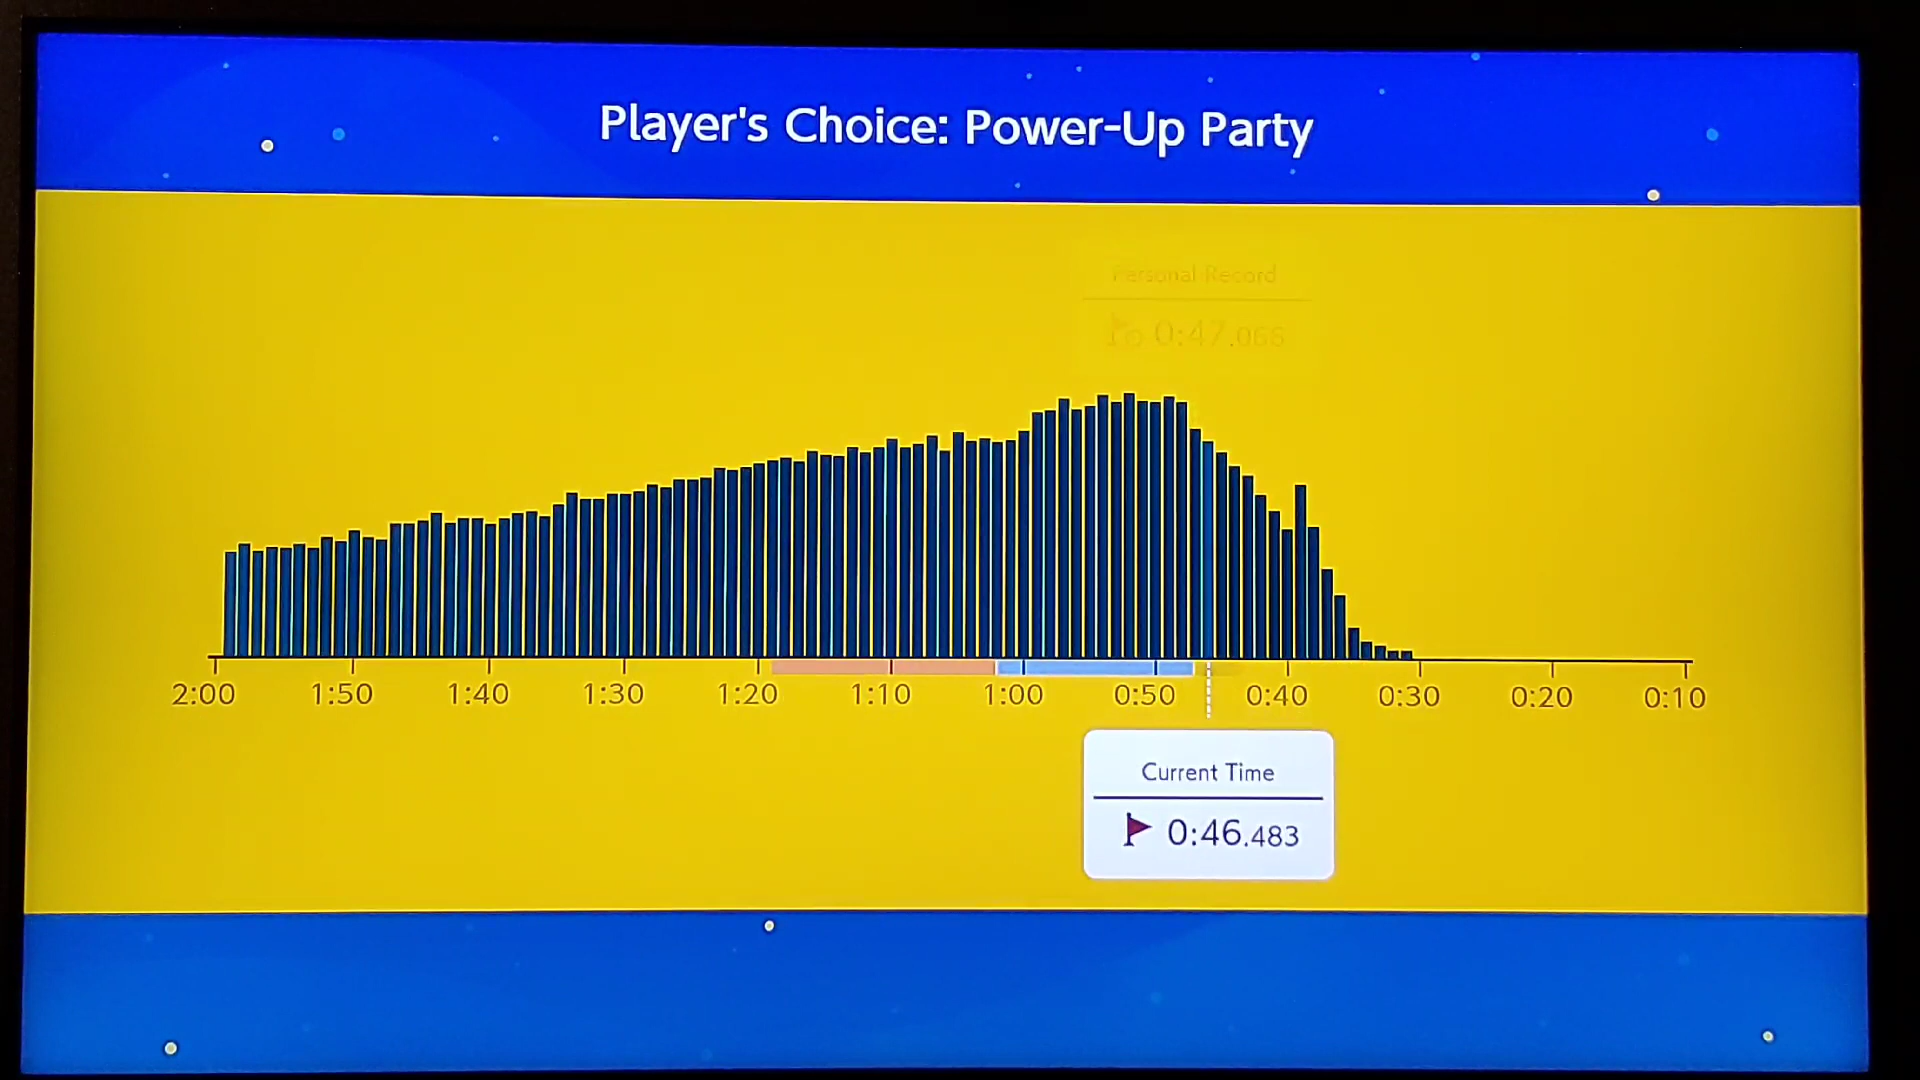 Player's Choice: Power-Up Party
Personal Record
0:47.066
2:00 1:50 1:40 1:30 1:20 1:10 1:00 0:50 0:40 0:30 0:20 0:10
Current Time
0:46.483